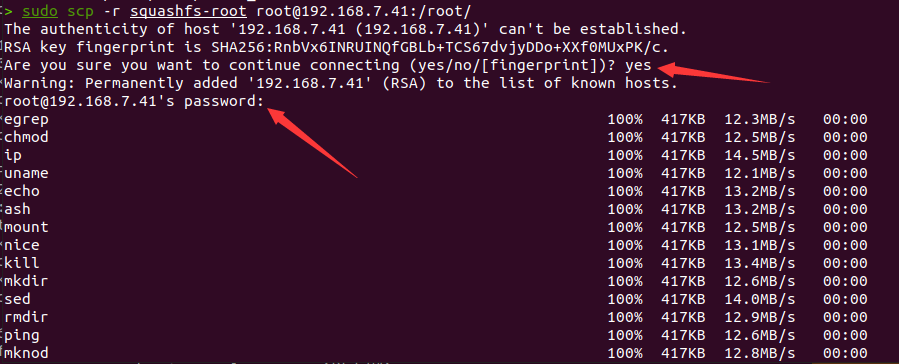 > sudo scp -r squashfs-root root@192.168.7.41:/root/
The authenticity of host '192.168.7.41 (192.168.7.41)' can't be established.
RSA key fingerprint is SHA256:RnbVx6INRUINQfGBLb+TCS67dvjyDDo+XXf0MUxPK/c.
Are you sure you want to continue connecting (yes/no/[fingerprint])? yes
Warning: Permanently added '192.168.7.41' (RSA) to the list of known hosts.
root@192.168.7.41's password:
egrep 100% 417KB 12.3MB/s 00:00
chmod 100% 417KB 12.5MB/s 00:00
ip 100% 417KB 14.5MB/s 00:00
uname 100% 417KB 12.1MB/s 00:00
echo 100% 417KB 13.2MB/s 00:00
ash 100% 417KB 13.2MB/s 00:00
mount 100% 417KB 12.5MB/s 00:00
nice 100% 417KB 13.1MB/s 00:00
kill 100% 417KB 13.4MB/s 00:00
mkdir 100% 417KB 12.6MB/s 00:00
sed 100% 417KB 14.0MB/s 00:00
rmdir 100% 417KB 12.9MB/s 00:00
ping 100% 417KB 12.6MB/s 00:00
mknod 100% 417KB 12.8MB/s 00:00